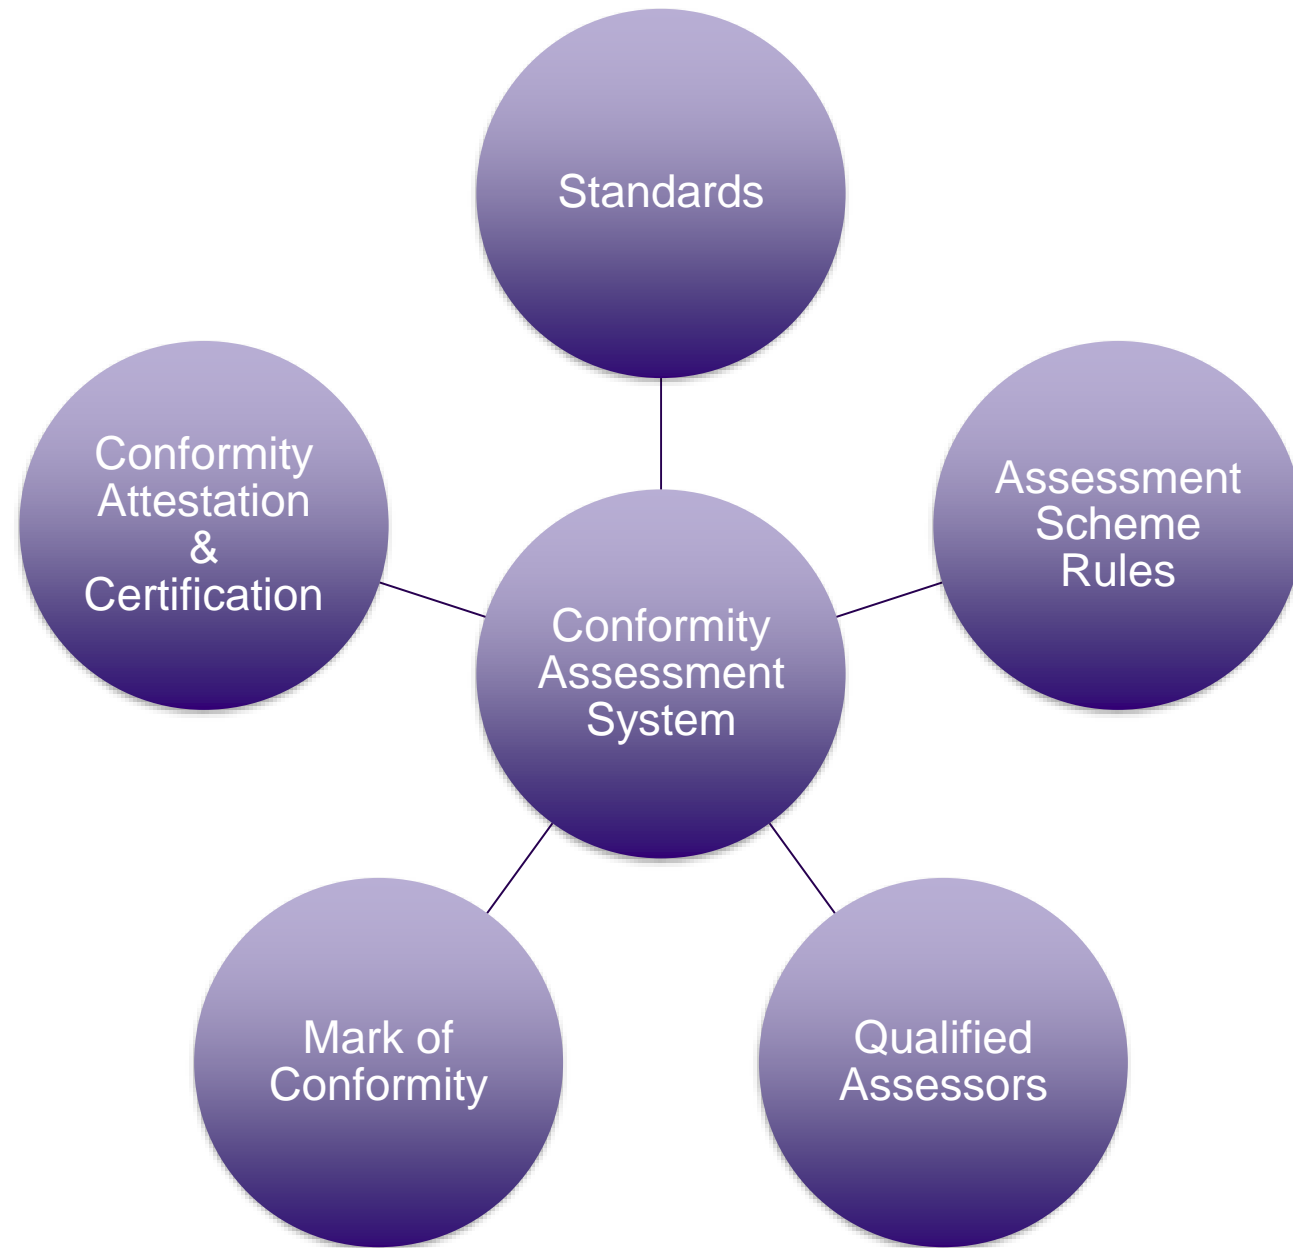 Standards
Conformity
Attestation
&
Certification
Assessment
Scheme
Rules
Conformity
Assessment
System
Mark of
Conformity
Qualified
Assessors